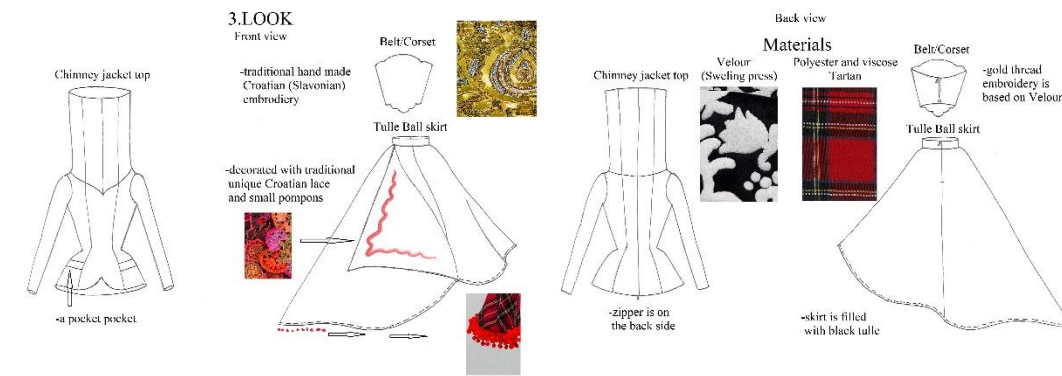 3.LOOK
Front view
Belt/Corset
-traditional hand made
Croatian (Slavonian)
embrodiery
Chimney jacket top
Tulle Ball skirt
-decorated with traditional
unique Croatian lace
and small pompons
-a pocket pocket
Back view
Materials
Velour
(Sweling press)
Polyester and viscose
Tartan
Belt/Corset
-gold thread
embroidery is
based on Velour
Chimney jacket top
Tulle Ball skirt
-zipper is on
the back side
-skirt is filled
with black tulle